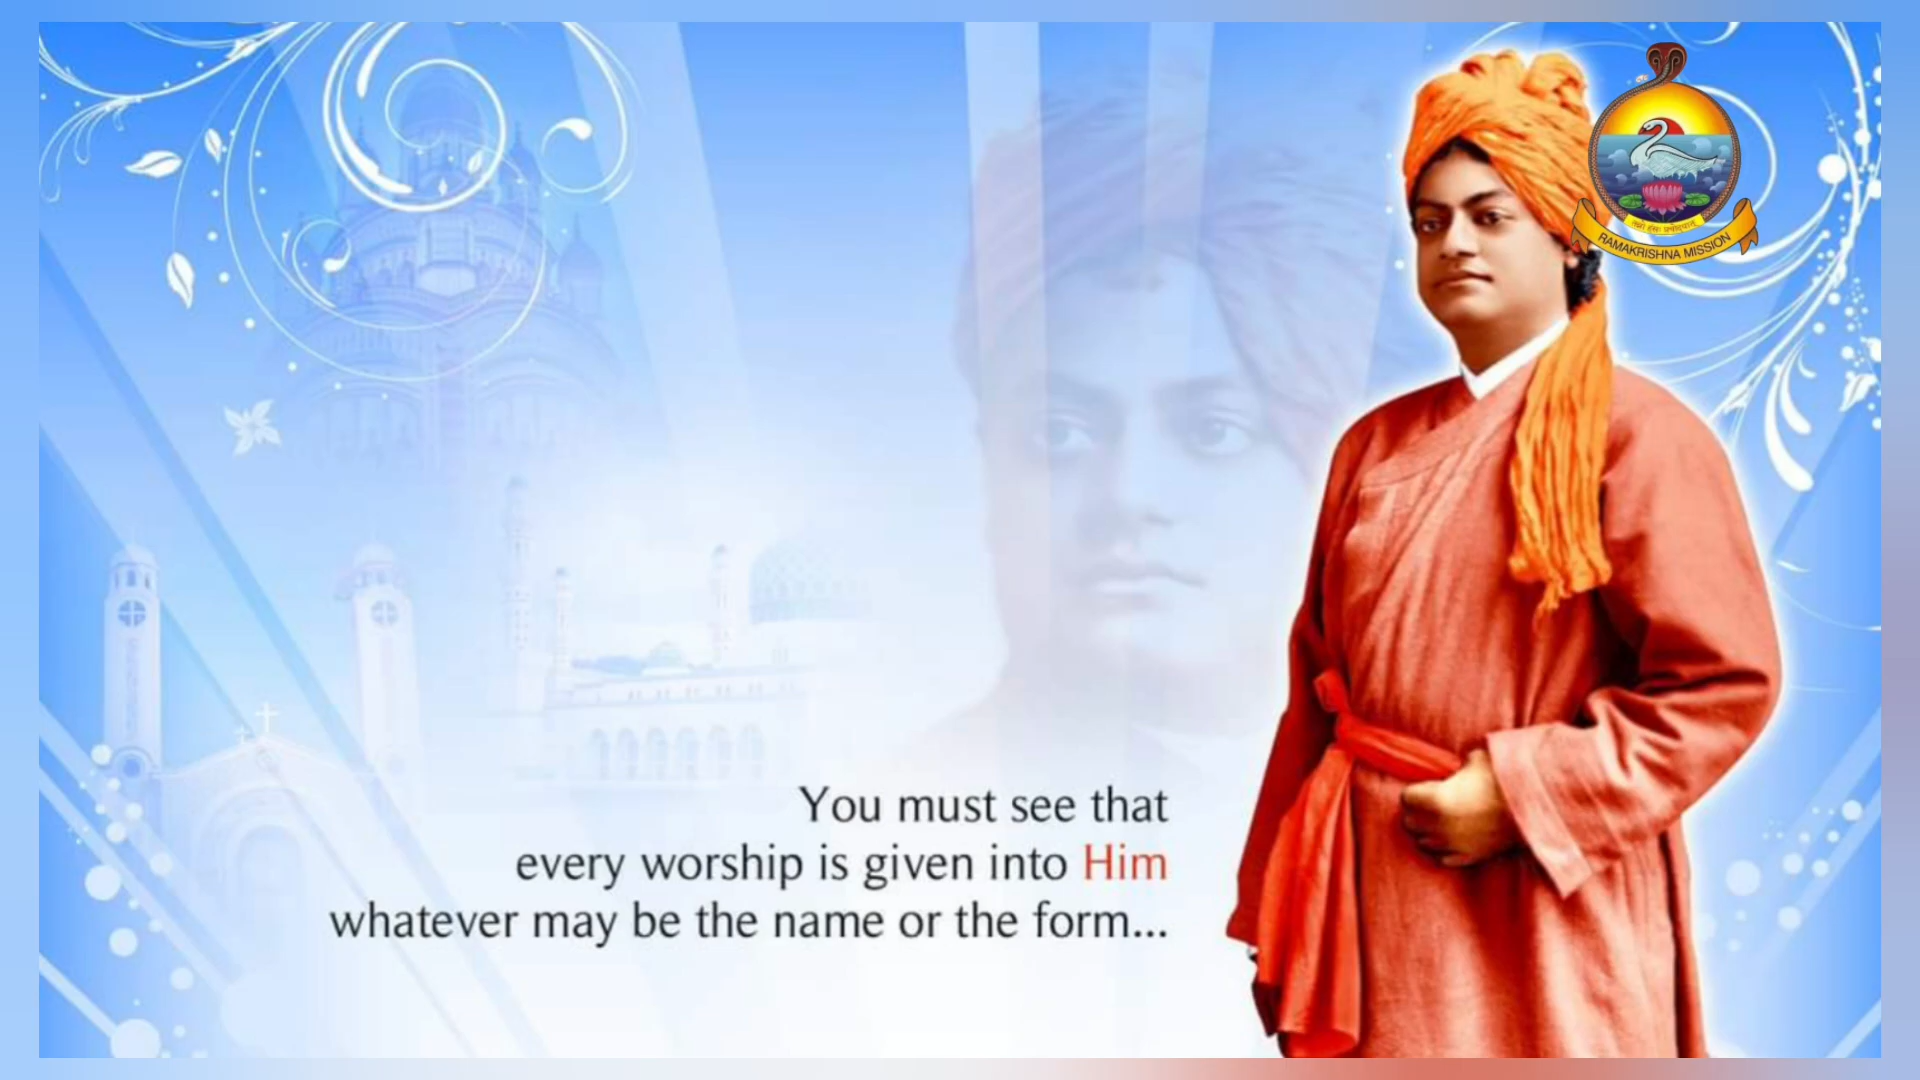 You must see that
every worship is given into Him
whatever may be the name or the form...
RAMAKRISHNA MISSION